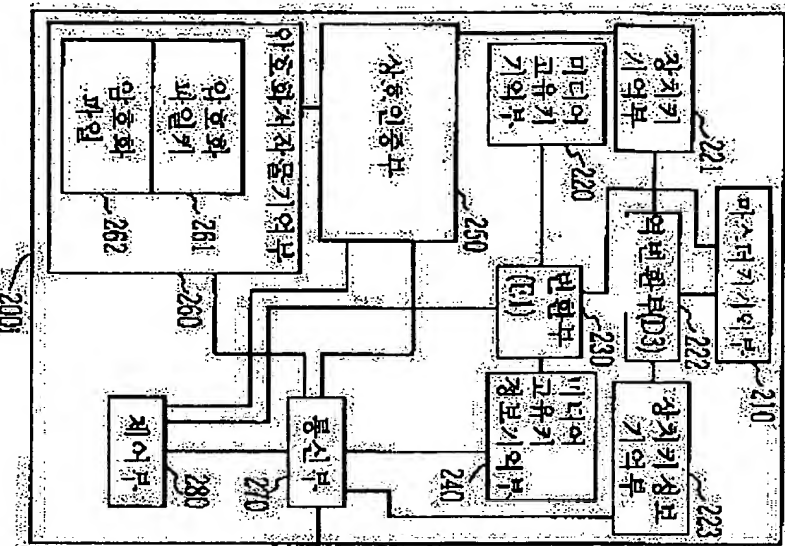 마스터키기억부
210
장치키
기억부
221
역변환부(D3)
222
장치키정보
기억부
223
미디어
고유키
기억부
220
변환부
(E1)
230
미디어
고유키
정보기억부
240
상호인증부
250
통신부
270
제어부
280
암호화저작물기억부
260
암호화
파일키
261
암호화
파일
262
200